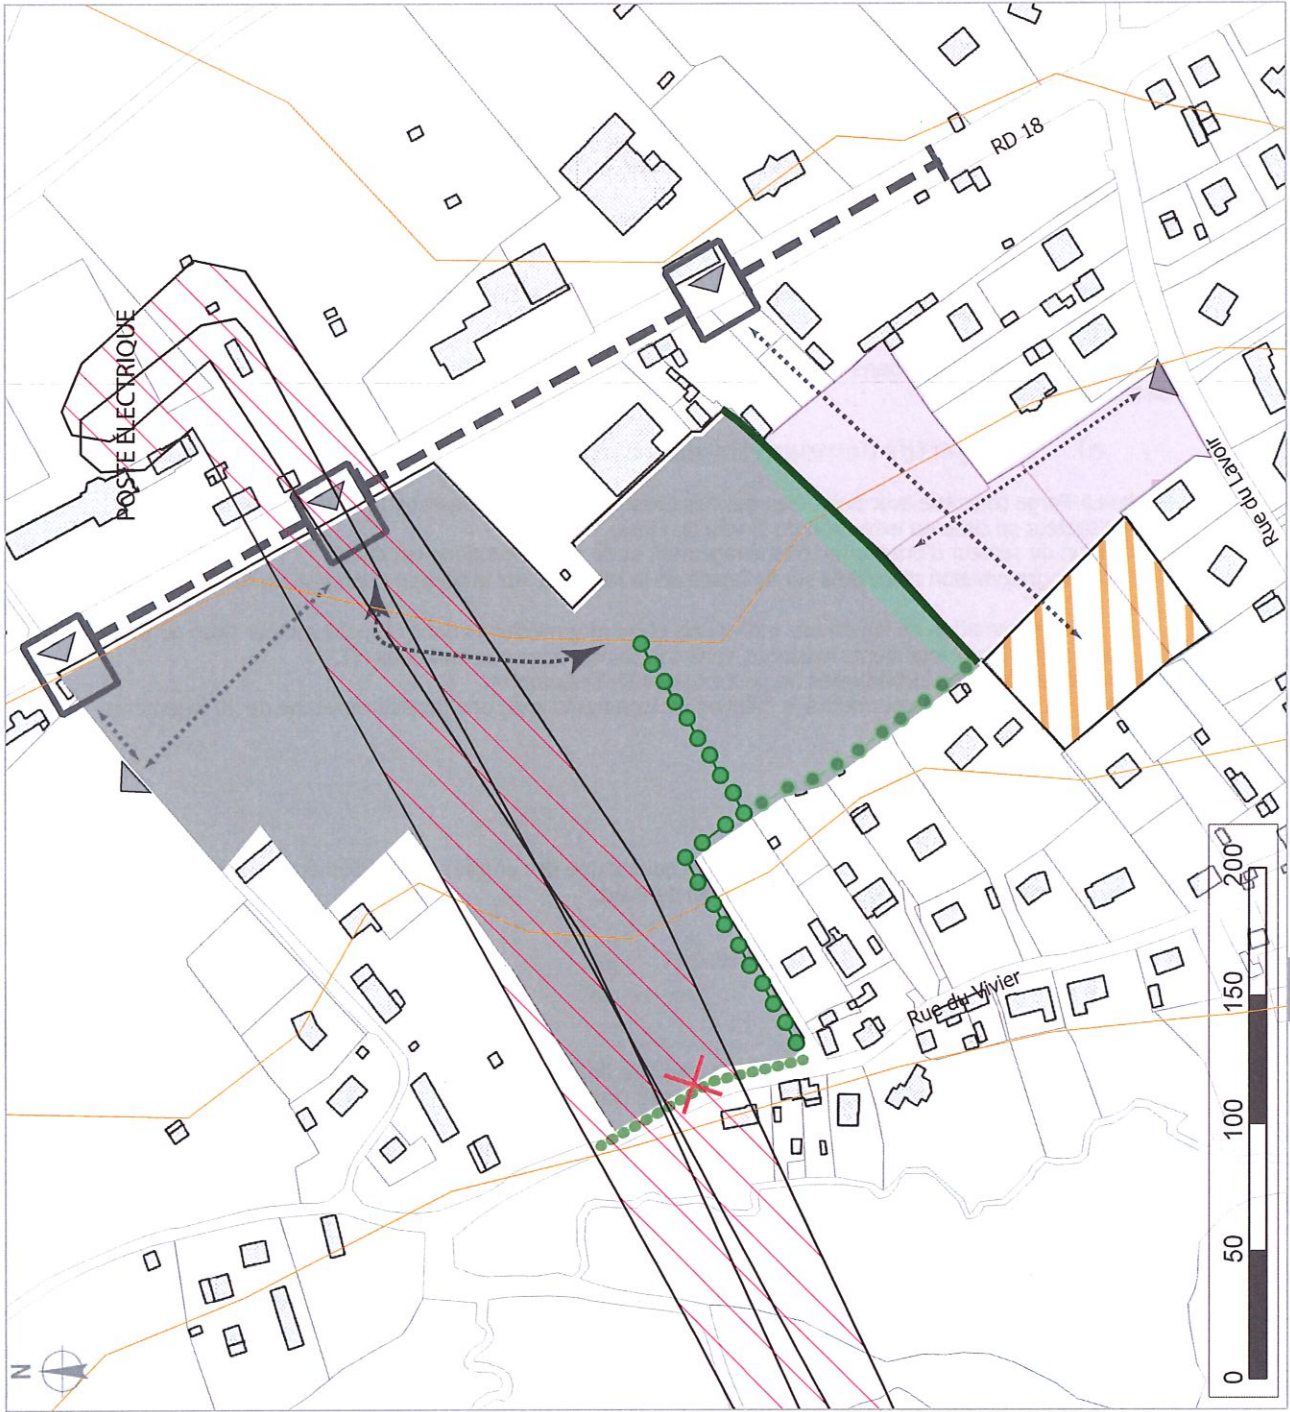 POSTE ELECTRIQUE
RD 18
Rue du Lavoir
Rue du Vivier
N
0 50 100 150 200